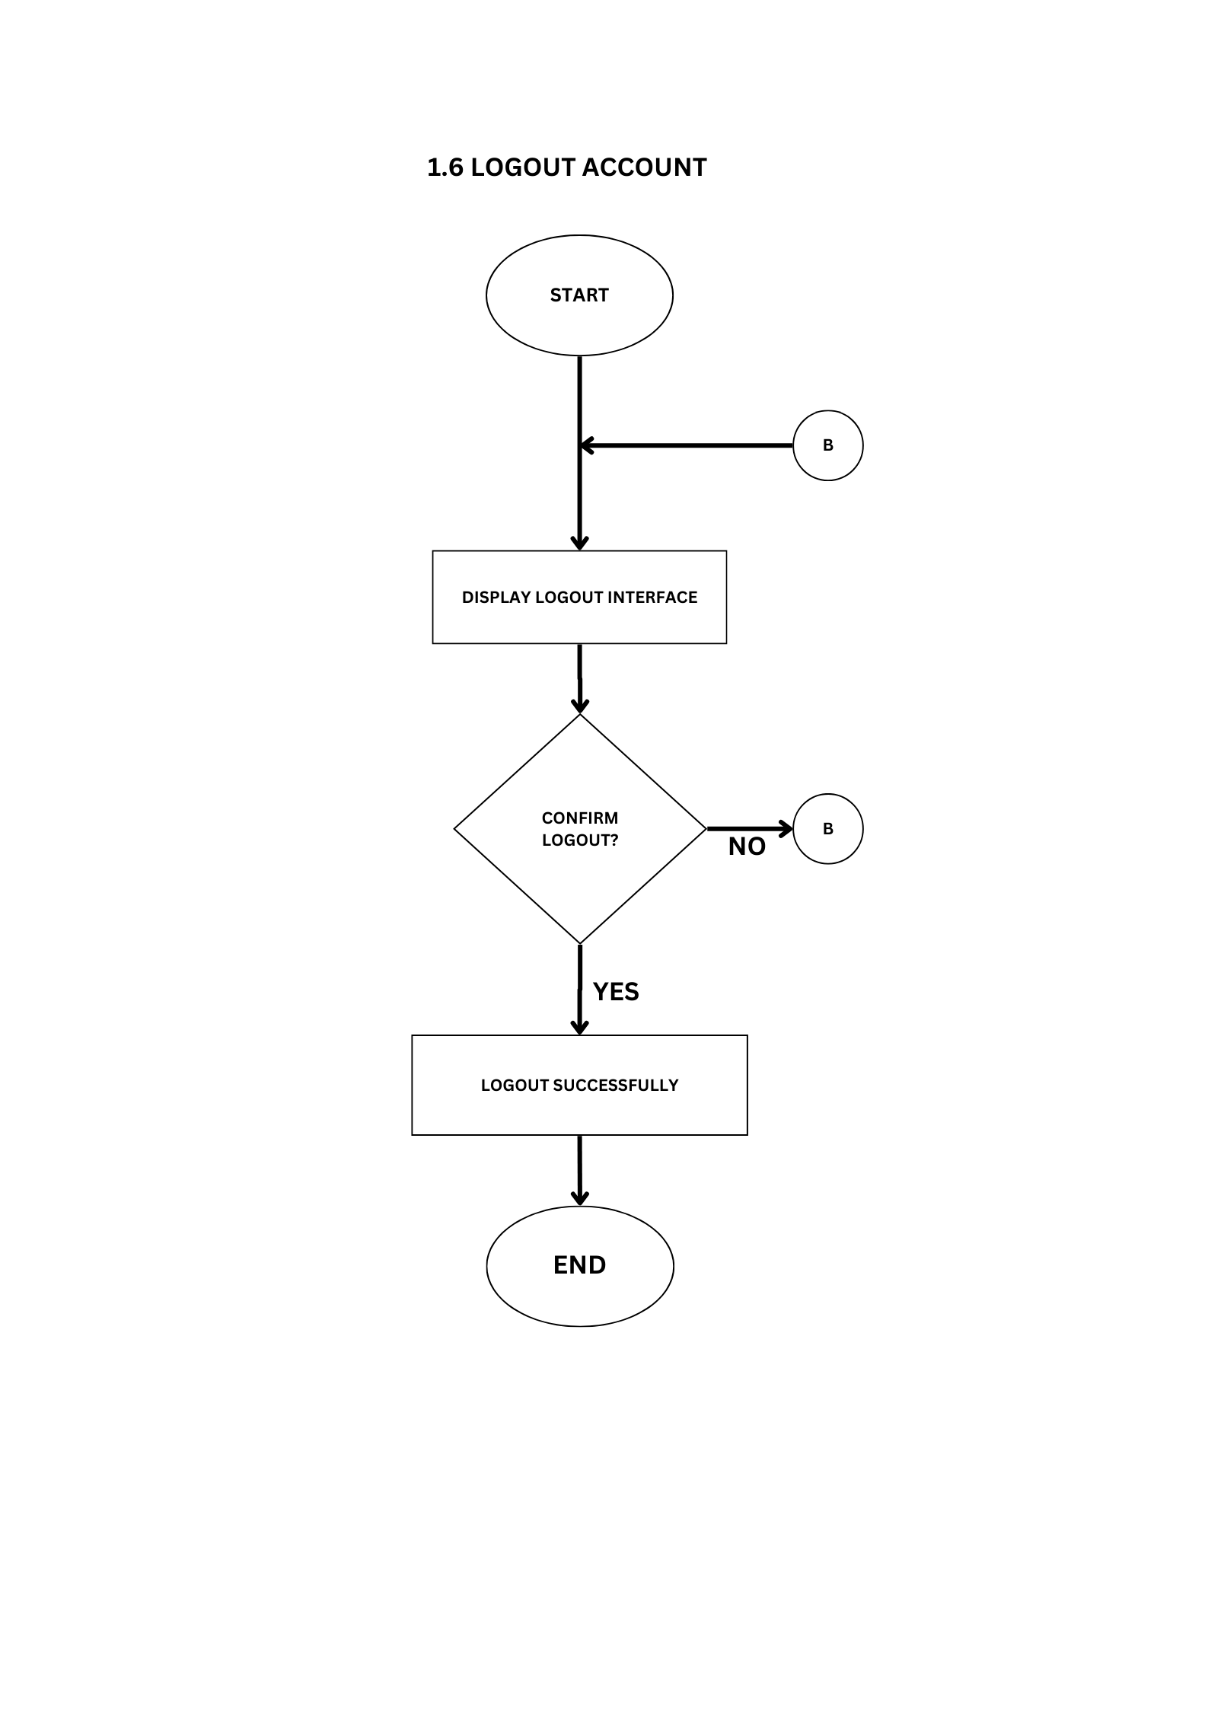 1.6 LOGOUT ACCOUNT
START
B
DISPLAY LOGOUT INTERFACE
CONFIRM
LOGOUT?
B
NO
YES
LOGOUT SUCCESSFULLY
END